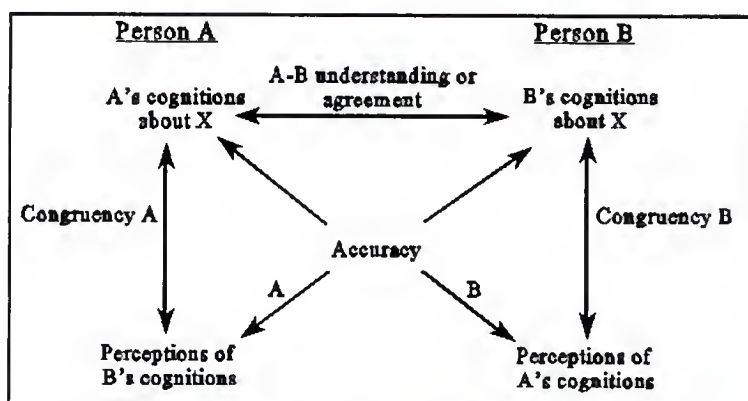 Person A
Person B
A-B understanding or
agreement
A's cognitions
about X
B's cognitions
about X
Congruency A
Congruency B
Accuracy
A
B
Perceptions of
B's cognitions
Perceptions of
A's cognitions